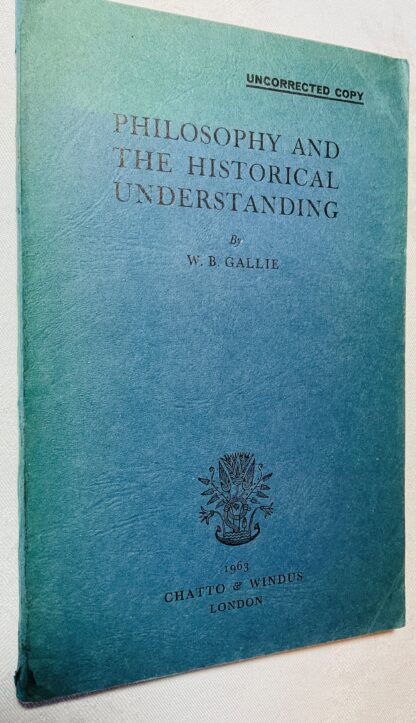 UNCORRECTED COPY
PHILOSOPHY AND
THE HISTORICAL
UNDERSTANDING
By
W. B. GALLIE
1963
CHATTO & WINDUS
LONDON